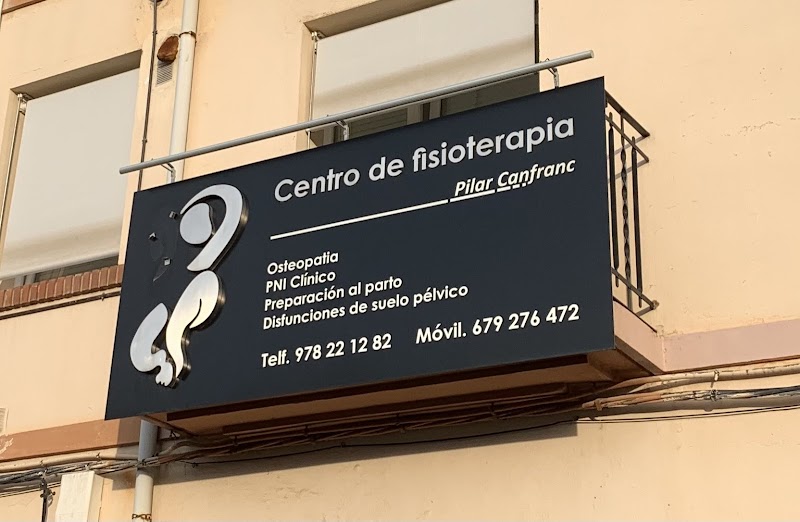 Centro de fisioterapia
Pilar Canfranc
Osteopatia
PNI Clínico
Preparación al parto
Disfunciones de suelo pélvico
Telf. 978 22 12 82 Móvil. 679 276 472